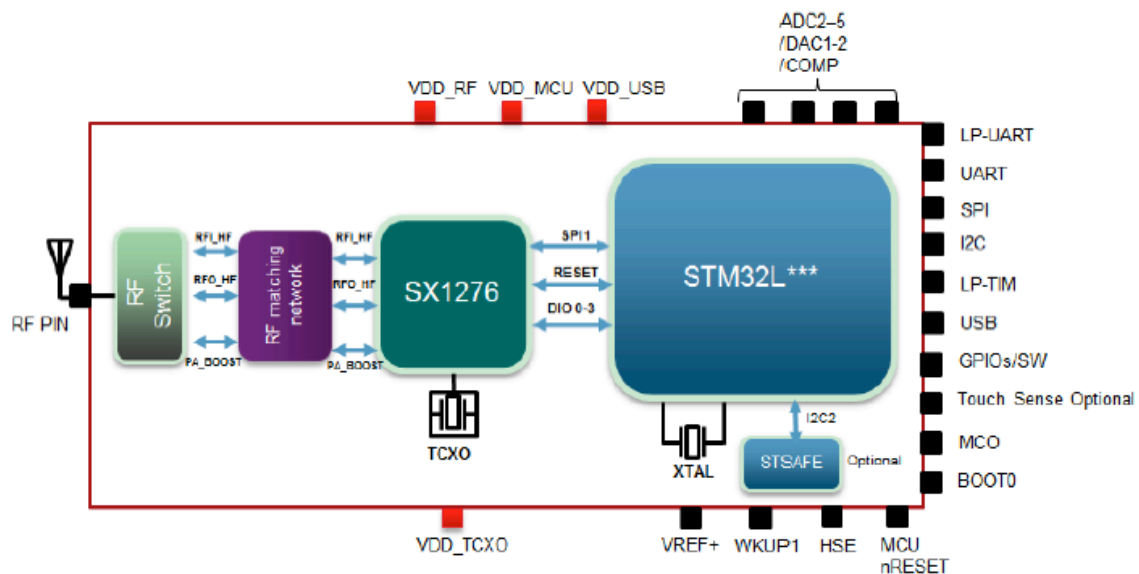 ADC2–5
/DAC1-2
/COMP
VDD_RF
VDD_MCU
VDD_USB
LP-UART
UART
SPI
I2C
LP-TIM
USB
GPIOs/SW
Touch Sense Optional
MCO
BOOT0
RF PIN
RF
Switch
RFI_HF
RFO_HF
PA_BOOST
RF matching
network
RFI_HF
RFO_HF
PA_BOOST
SX1276
SPI1
RESET
DIO 0-3
STM32L***
TCXO
XTAL
I2C2
STSAFE
Optional
VDD_TCXO
VREF+
WKUP1
HSE
MCU
nRESET